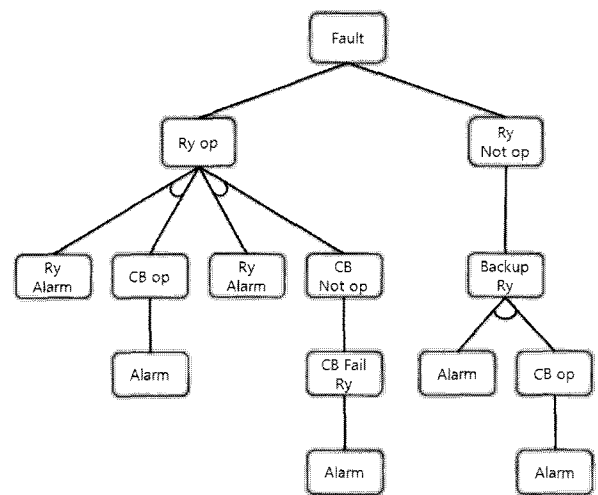 Fault
Ry op
Ry
Not op
Ry
Alarm
CB op
Ry
Alarm
CB
Not op
Backup
Ry
Alarm
CB Fail
Ry
Alarm
CB op
Alarm
Alarm